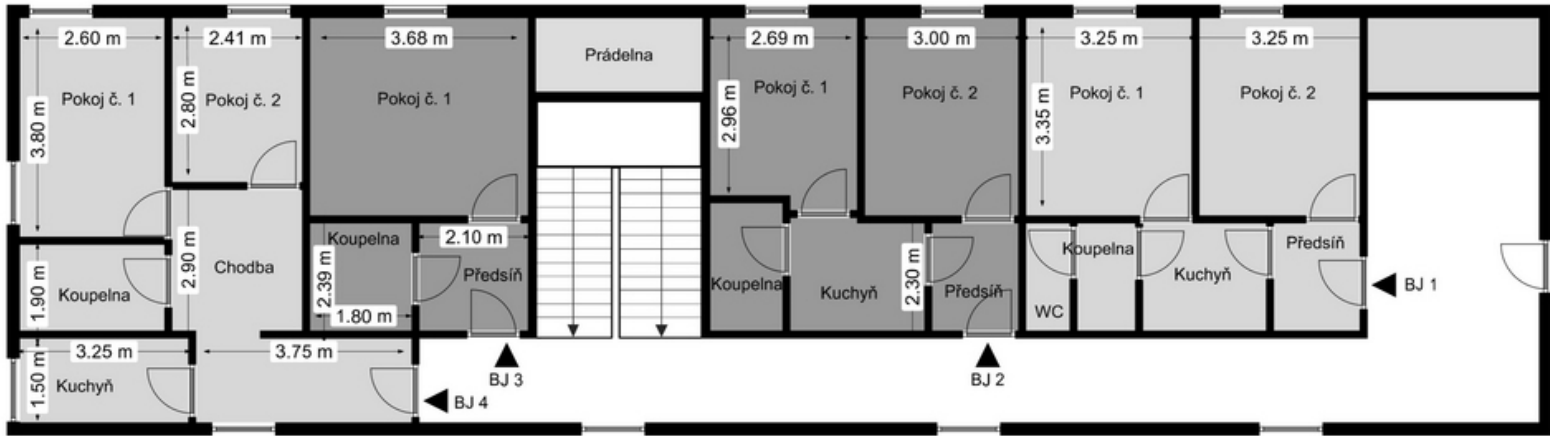 2.60 m
2.41 m
3.68 m
2.69 m
3.00 m
3.25 m
3.25 m
Prádelna
Pokoj č. 1
Pokoj č. 2
Pokoj č. 1
Pokoj č. 1
Pokoj č. 2
Pokoj č. 1
Pokoj č. 2
3.80 m
2.80 m
2.96 m
3.35 m
Koupelna
2.10 m
Chodba
2.90 m
Předsíň
2.39 m
1.80 m
Koupelna
1.90 m
Koupelna
Kuchyň
2.30 m
Předsíň
WC
Koupelna
Kuchyň
Předsíň
BJ 1
3.25 m
3.75 m
1.50 m
Kuchyň
BJ 3
BJ 4
BJ 2